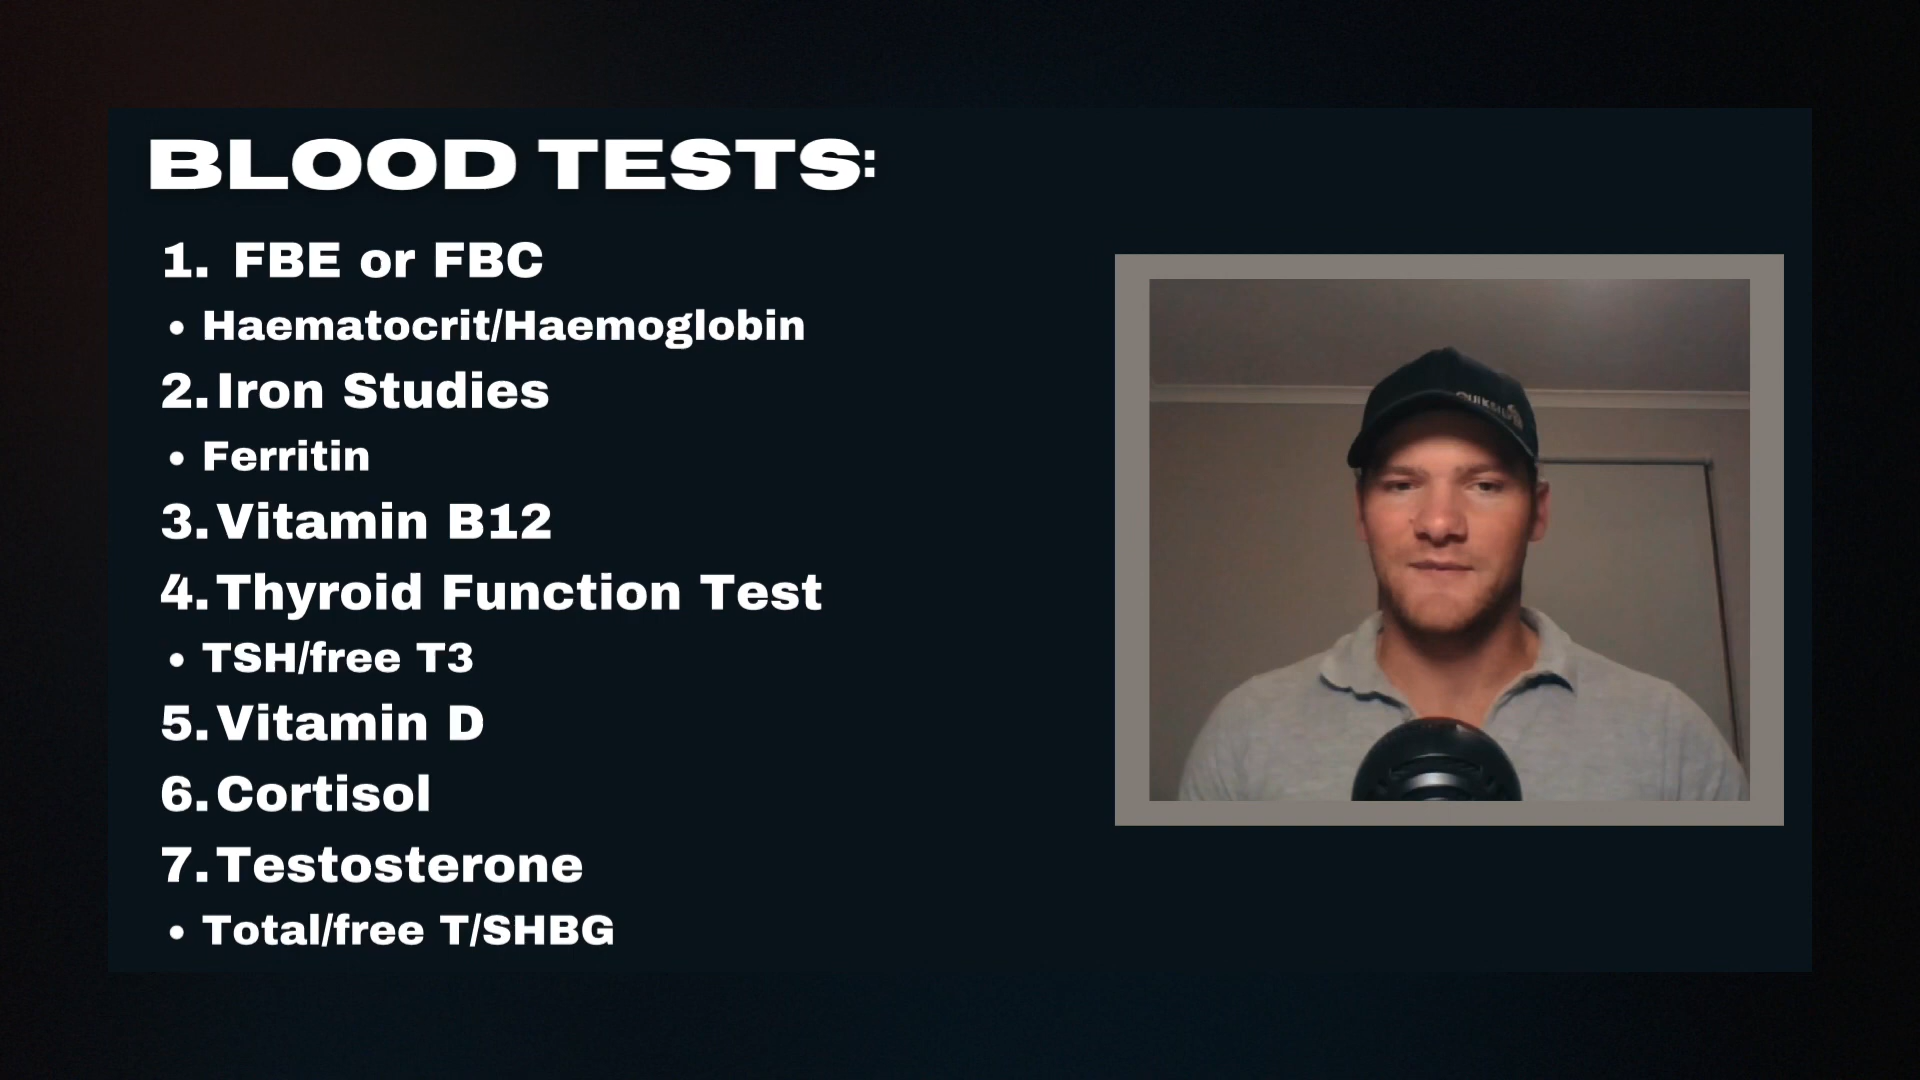 BLOOD TESTS:
1. FBE or FBC
• Haematocrit/Haemoglobin
2. Iron Studies
• Ferritin
3. Vitamin B12
4. Thyroid Function Test
• TSH/free T3
5. Vitamin D
6. Cortisol
7. Testosterone
• Total/free T/SHBG